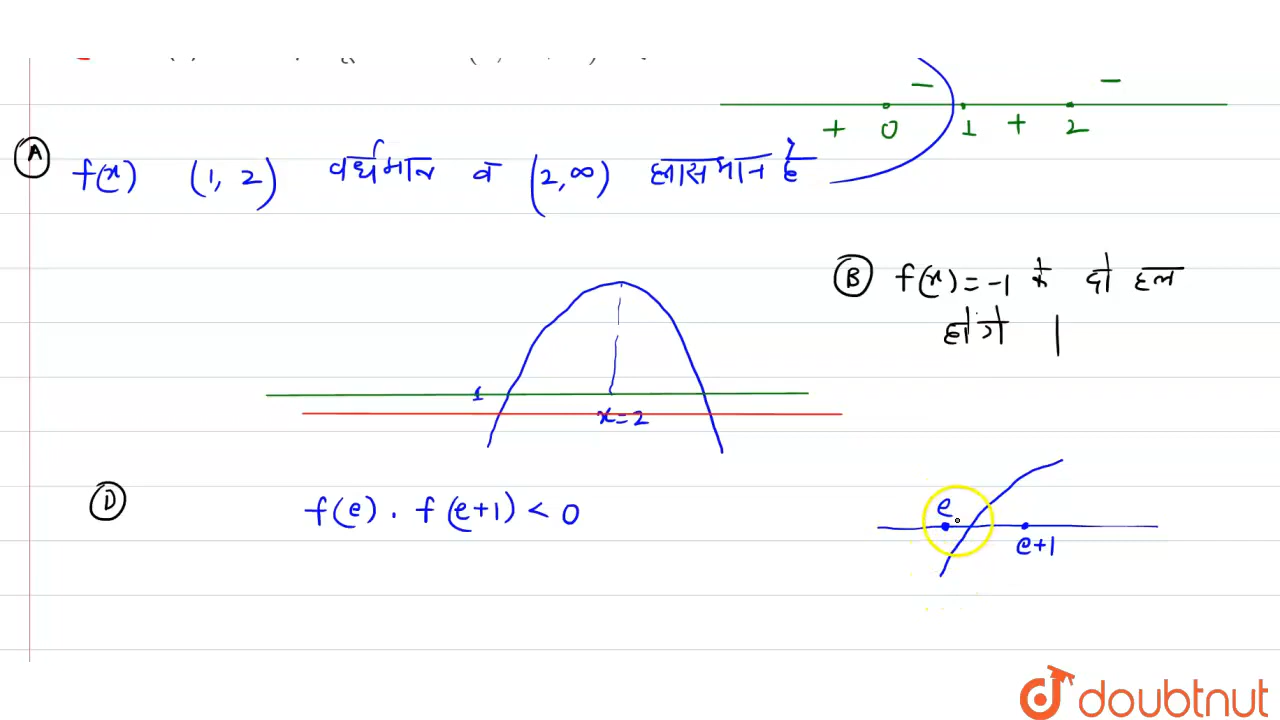 − −
+ 0 1 + 2
A f(x) (1, 2) वर्धमान व (2, ∞) ह्रासमान है
B f(x) = -1 के दो हल
होंगे |
1
x=2
D f(e) . f(e+1) < 0
e
e+1
doubtnut